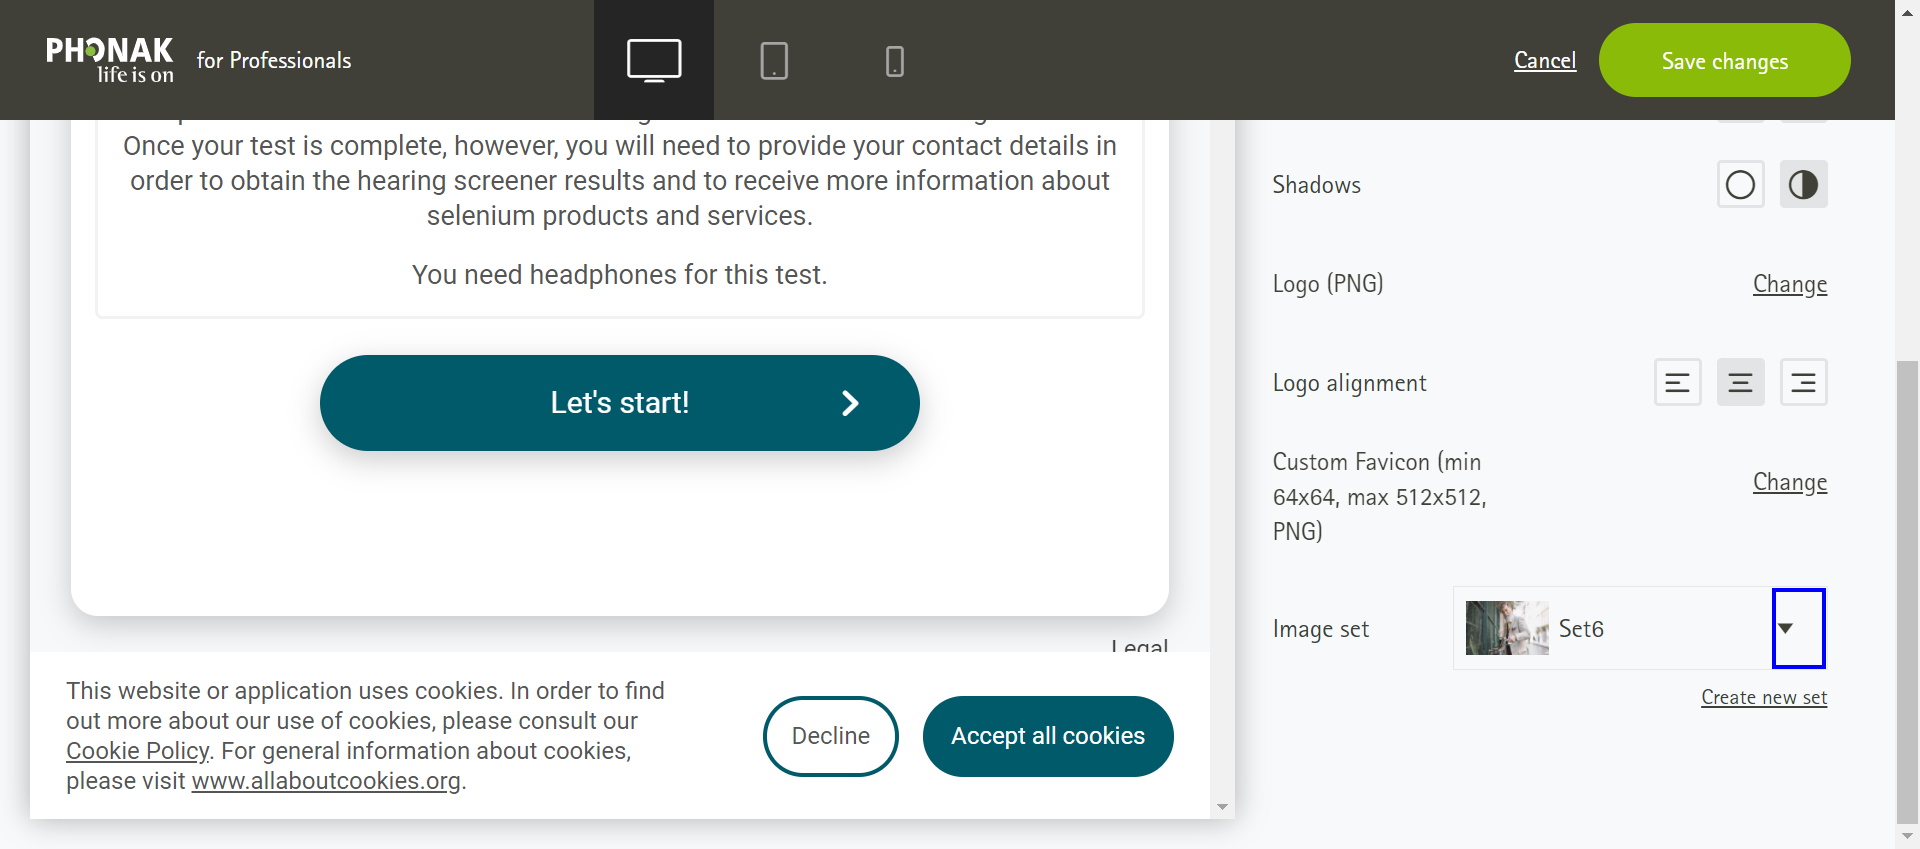 PHONAK
life is on
for Professionals
Cancel
Save changes
Once your test is complete, however, you will need to provide your contact details in
order to obtain the hearing screener results and to receive more information about
selenium products and services.
You need headphones for this test.
Let's start!
Legal
This website or application uses cookies. In order to find
out more about our use of cookies, please consult our
Cookie Policy. For general information about cookies,
please visit www.allaboutcookies.org.
Decline
Accept all cookies
Shadows
Logo (PNG)
Change
Logo alignment
Custom Favicon (min
64x64, max 512x512,
PNG)
Change
Image set
Set6
Create new set